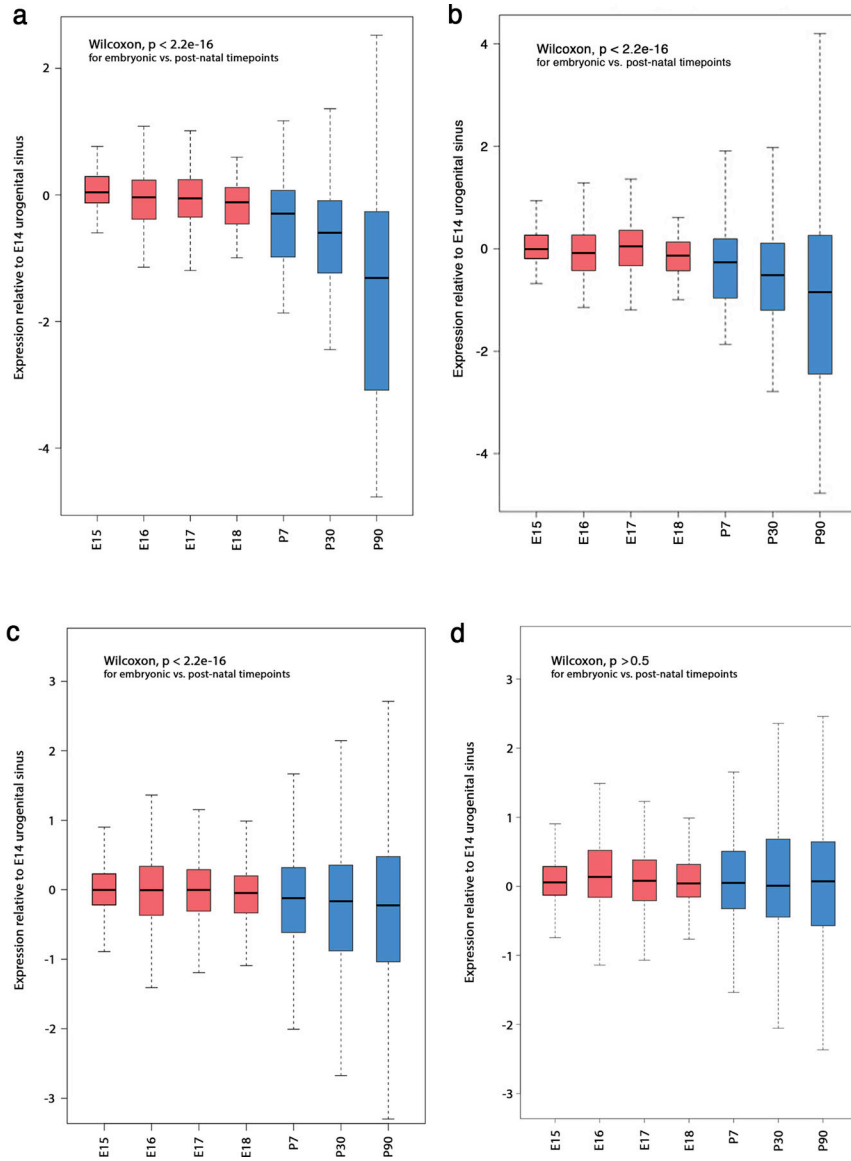 a
Wilcoxon, p < 2.2e-16
for embryonic vs. post-natal timepoints
Expression relative to E14 urogenital sinus
2
0
-2
-4
E15
E16
E17
E18
P7
P30
P90
b
Wilcoxon, p < 2.2e-16
for embryonic vs. post-natal timepoints
Expression relative to E14 urogenital sinus
4
2
0
-2
-4
E15
E16
E17
E18
P7
P30
P90
c
Wilcoxon, p < 2.2e-16
for embryonic vs. post-natal timepoints
Expression relative to E14 urogenital sinus
3
2
1
0
-1
-2
-3
E15
E16
E17
E18
P7
P30
P90
d
Wilcoxon, p >0.5
for embryonic vs. post-natal timepoints
Expression relative to E14 urogenital sinus
3
2
1
0
-1
-2
-3
E15
E16
E17
E18
P7
P30
P90